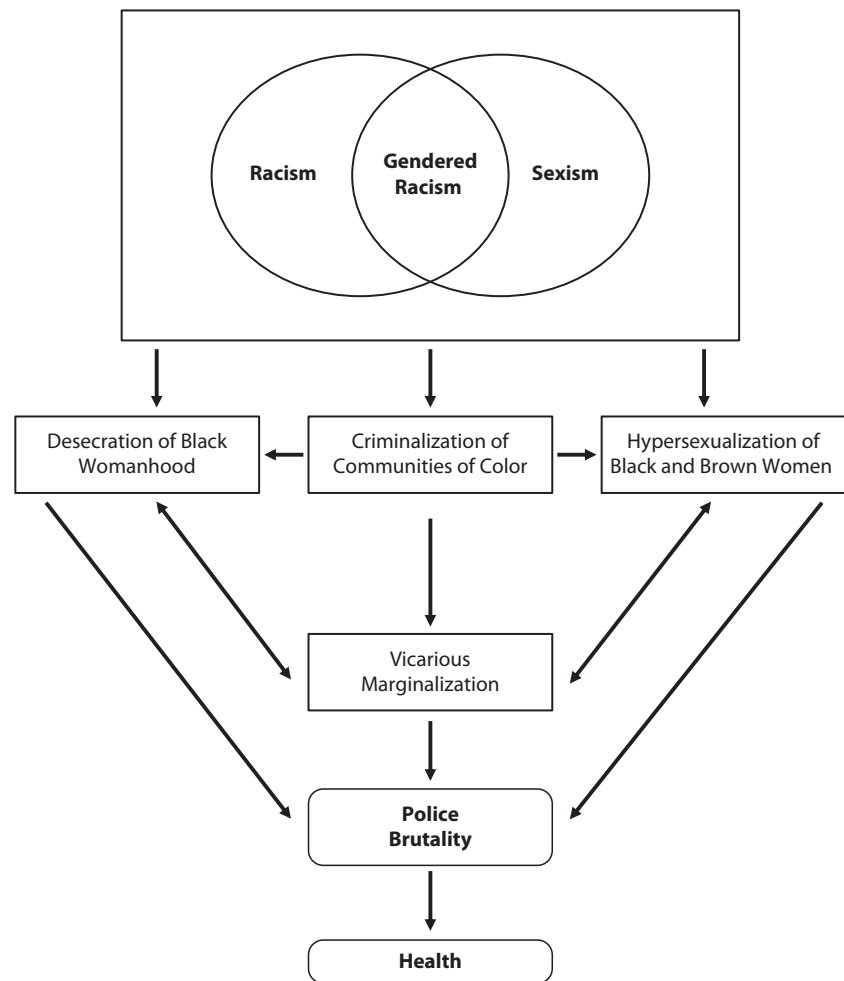 Racism
Gendered
Racism
Sexism
Desecration of Black
Womanhood
Criminalization of
Communities of Color
Hypersexualization of
Black and Brown Women
Vicarious
Marginalization
Police
Brutality
Health